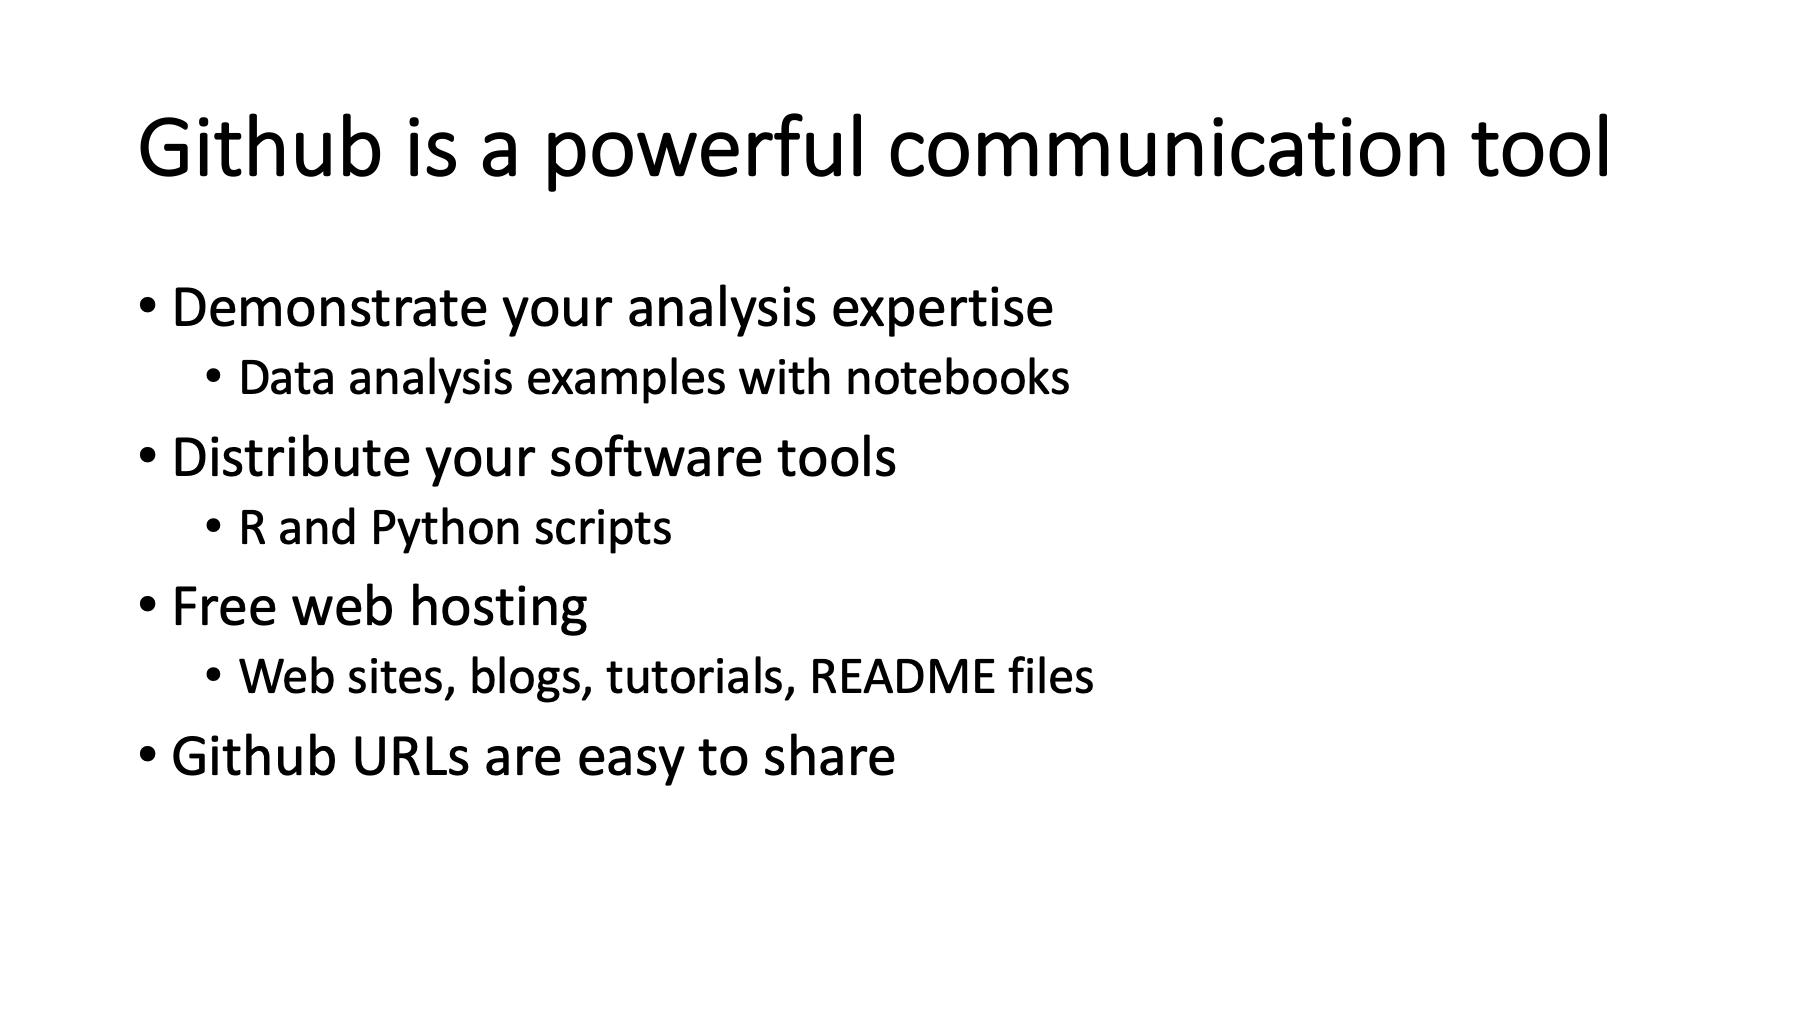 Github is a powerful communication tool
• Demonstrate your analysis expertise
• Data analysis examples with notebooks
• Distribute your software tools
• R and Python scripts
• Free web hosting
• Web sites, blogs, tutorials, README files
• Github URLs are easy to share